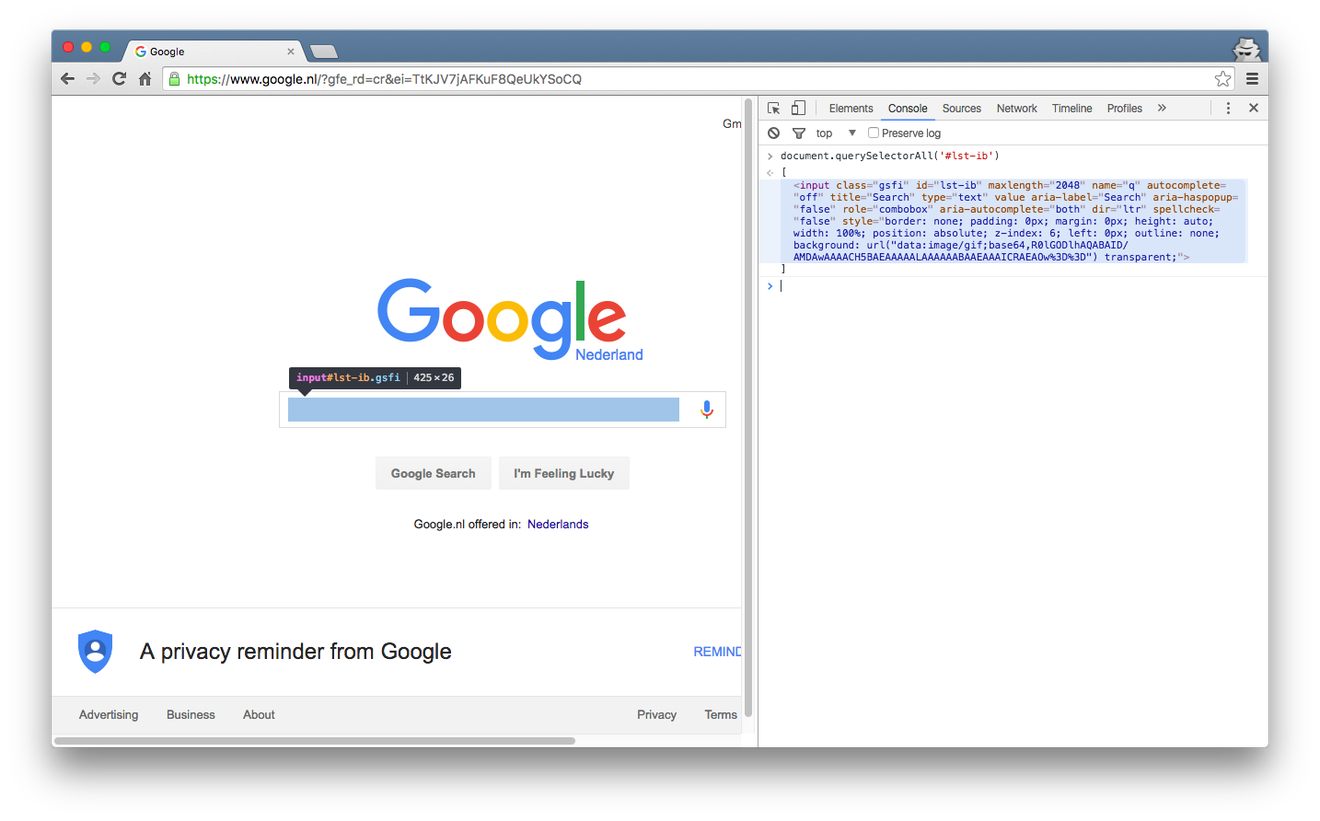 Google
https://www.google.nl/?gfe_rd=cr&ei=TtKJV7jAFKuF8QeUkYSoCQ
Gm
Google
Nederland
input#lst-ib.gsfi | 425×26
Google Search
I'm Feeling Lucky
Google.nl offered in: Nederlands
A privacy reminder from Google
REMIND
Advertising Business About
Privacy Terms
Elements Console Sources Network Timeline Profiles »
top ▼ Preserve log
> document.querySelectorAll('#lst-ib')
[
<input class="gsfi" id="lst-ib" maxlength="2048" name="q" autocomplete=
"off" title="Search" type="text" value aria-label="Search" aria-haspopup=
"false" role="combobox" aria-autocomplete="both" dir="ltr" spellcheck=
"false" style="border: none; padding: 0px; margin: 0px; height: auto;
width: 100%; position: absolute; z-index: 6; left: 0px; outline: none;
background: url("data:image/gif;base64,R0lGODlhAQABAID/
AMDAwAAAACH5BAEAAAAALAAAAAABAAEAAAICRAEAOw%3D%3D") transparent;">
]
>